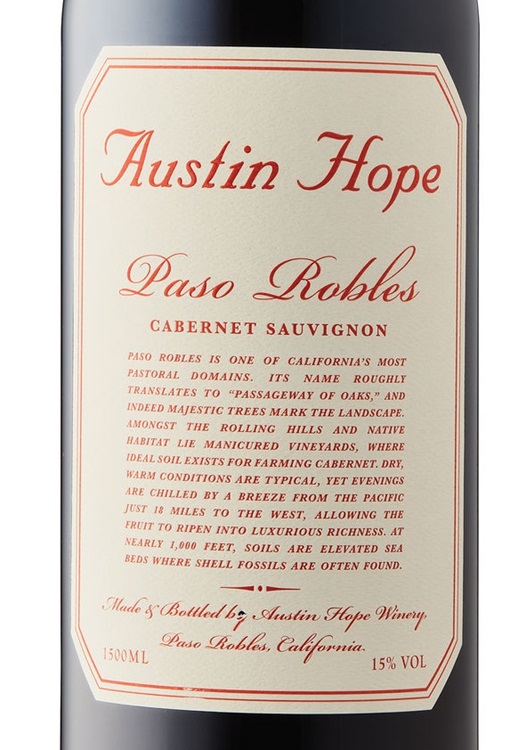 Austin Hope
Paso Robles
CABERNET SAUVIGNON
PASO ROBLES IS ONE OF CALIFORNIA'S MOST
PASTORAL DOMAINS. ITS NAME ROUGHLY
TRANSLATES TO “PASSAGEWAY OF OAKS,” AND
INDEED MAJESTIC TREES MARK THE LANDSCAPE.
AMONGST THE ROLLING HILLS AND NATIVE
HABITAT LIE MANICURED VINEYARDS, WHERE
IDEAL SOIL EXISTS FOR FARMING CABERNET. DRY,
WARM CONDITIONS ARE TYPICAL, YET EVENINGS
ARE CHILLED BY A BREEZE FROM THE PACIFIC
JUST 18 MILES TO THE WEST, ALLOWING THE
FRUIT TO RIPEN INTO LUXURIOUS RICHNESS. AT
NEARLY 1,000 FEET, SOILS ARE ELEVATED SEA
BEDS WHERE SHELL FOSSILS ARE OFTEN FOUND.
Made & Bottled by Austin Hope Winery,
Paso Robles, California.
1500ML
15% VOL